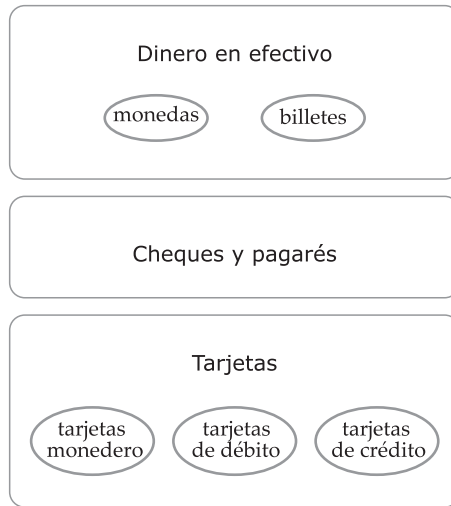 Dinero en efectivo
monedas billetes
Cheques y pagarés
Tarjetas
tarjetas tarjetas tarjetas
monedero de débito de crédito